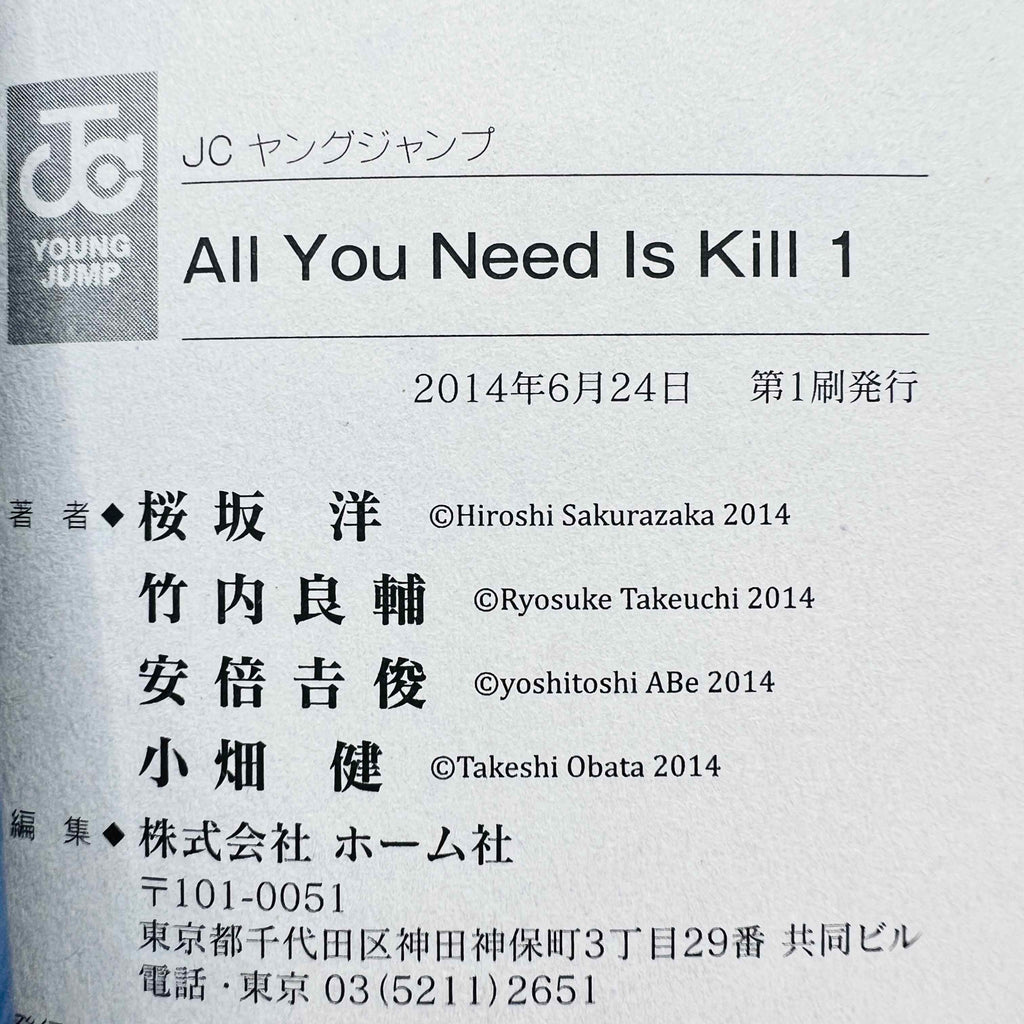 JC
YOUNG
JUMP
JC ヤングジャンプ
All You Need Is Kill 1
2014年6月24日 第1刷発行
著 者◆桜坂 洋 ©Hiroshi Sakurazaka 2014
竹内良輔 ©Ryosuke Takeuchi 2014
安倍吉俊 ©yoshitoshi ABe 2014
小畑 健 ©Takeshi Obata 2014
編 集◆株式会社 ホーム社
〒101-0051
東京都千代田区神田神保町3丁目29番 共同ビル
電話・東京 03(5211)2651